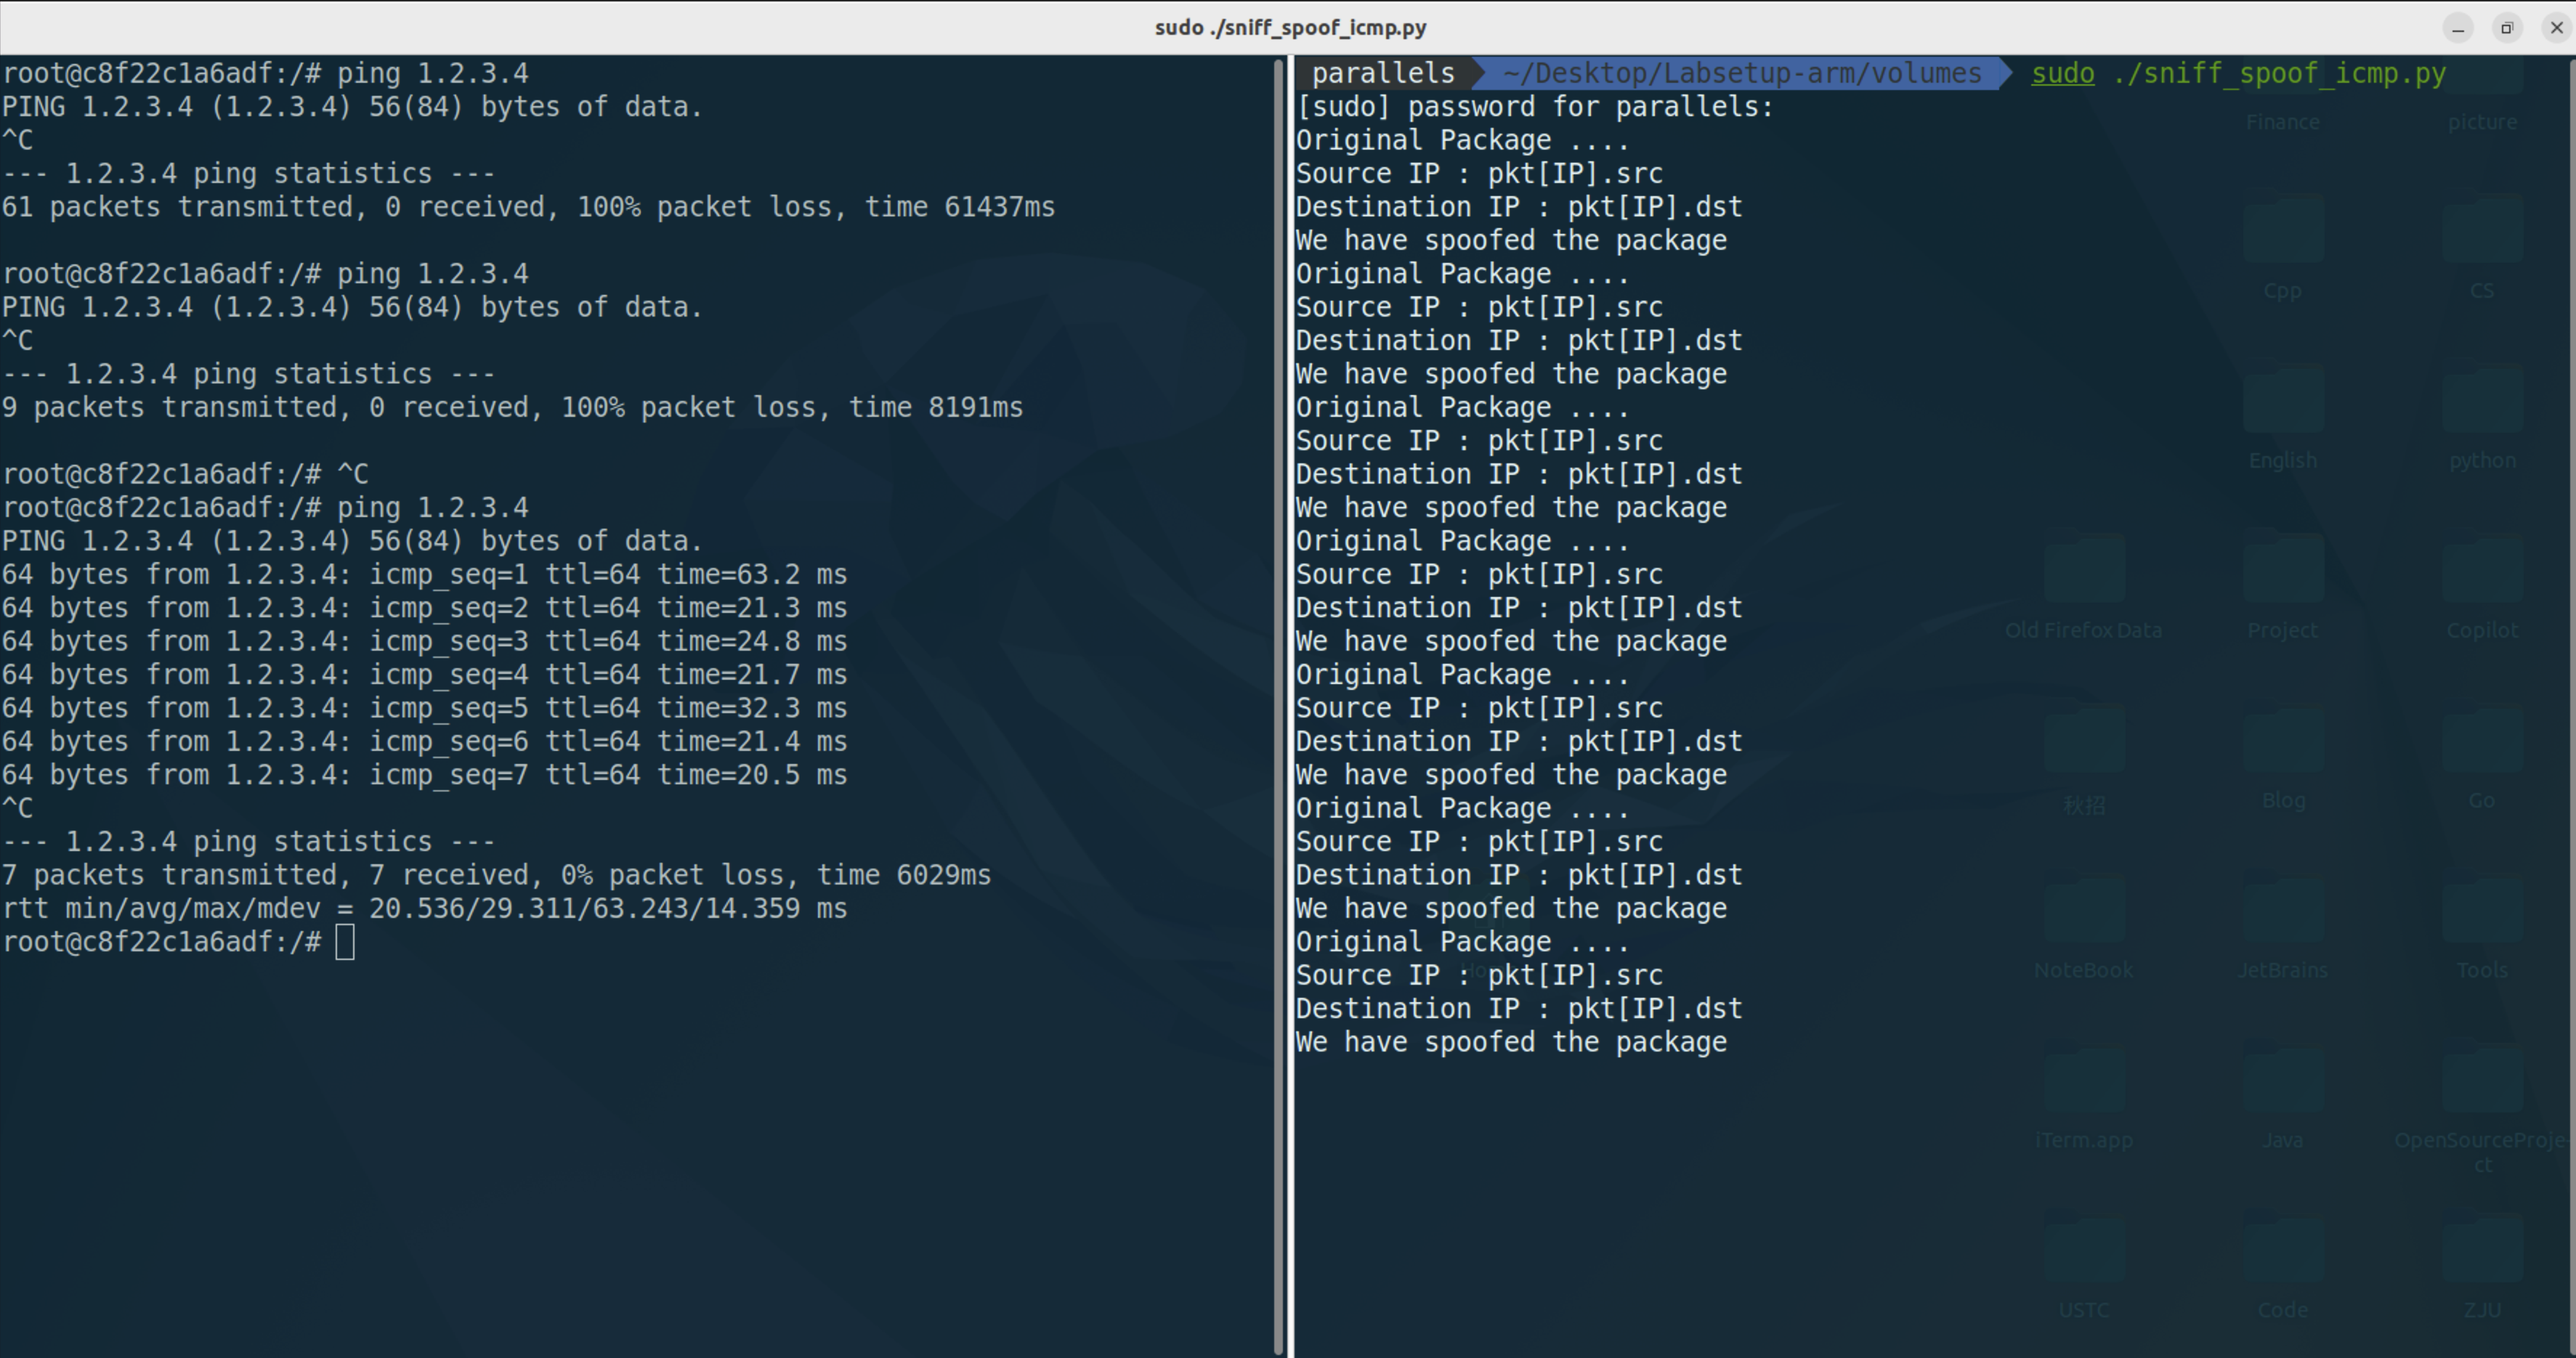 sudo ./sniff_spoof_icmp.py
root@c8f22c1a6adf:/# ping 1.2.3.4
PING 1.2.3.4 (1.2.3.4) 56(84) bytes of data.
^C
--- 1.2.3.4 ping statistics ---
61 packets transmitted, 0 received, 100% packet loss, time 61437ms
root@c8f22c1a6adf:/# ping 1.2.3.4
PING 1.2.3.4 (1.2.3.4) 56(84) bytes of data.
^C
--- 1.2.3.4 ping statistics ---
9 packets transmitted, 0 received, 100% packet loss, time 8191ms
root@c8f22c1a6adf:/# ^C
root@c8f22c1a6adf:/# ping 1.2.3.4
PING 1.2.3.4 (1.2.3.4) 56(84) bytes of data.
64 bytes from 1.2.3.4: icmp_seq=1 ttl=64 time=63.2 ms
64 bytes from 1.2.3.4: icmp_seq=2 ttl=64 time=21.3 ms
64 bytes from 1.2.3.4: icmp_seq=3 ttl=64 time=24.8 ms
64 bytes from 1.2.3.4: icmp_seq=4 ttl=64 time=21.7 ms
64 bytes from 1.2.3.4: icmp_seq=5 ttl=64 time=32.3 ms
64 bytes from 1.2.3.4: icmp_seq=6 ttl=64 time=21.4 ms
64 bytes from 1.2.3.4: icmp_seq=7 ttl=64 time=20.5 ms
^C
--- 1.2.3.4 ping statistics ---
7 packets transmitted, 7 received, 0% packet loss, time 6029ms
rtt min/avg/max/mdev = 20.536/29.311/63.243/14.359 ms
root@c8f22c1a6adf:/#
parallels ~/Desktop/Labsetup-arm/volumes sudo ./sniff_spoof_icmp.py
[sudo] password for parallels:
Original Package ....
Source IP : pkt[IP].src
Destination IP : pkt[IP].dst
We have spoofed the package
Original Package ....
Source IP : pkt[IP].src
Destination IP : pkt[IP].dst
We have spoofed the package
Original Package ....
Source IP : pkt[IP].src
Destination IP : pkt[IP].dst
We have spoofed the package
Original Package ....
Source IP : pkt[IP].src
Destination IP : pkt[IP].dst
We have spoofed the package
Original Package ....
Source IP : pkt[IP].src
Destination IP : pkt[IP].dst
We have spoofed the package
Original Package ....
Source IP : pkt[IP].src
Destination IP : pkt[IP].dst
We have spoofed the package
Original Package ....
Source IP : pkt[IP].src
Destination IP : pkt[IP].dst
We have spoofed the package
Finance picture
Cpp CS
English python
Old Firefox Data Project Copilot
秋招 Blog Go
NoteBook JetBrains Tools
iTerm.app Java OpenSourceProje-
ct
USTC Code ZJU